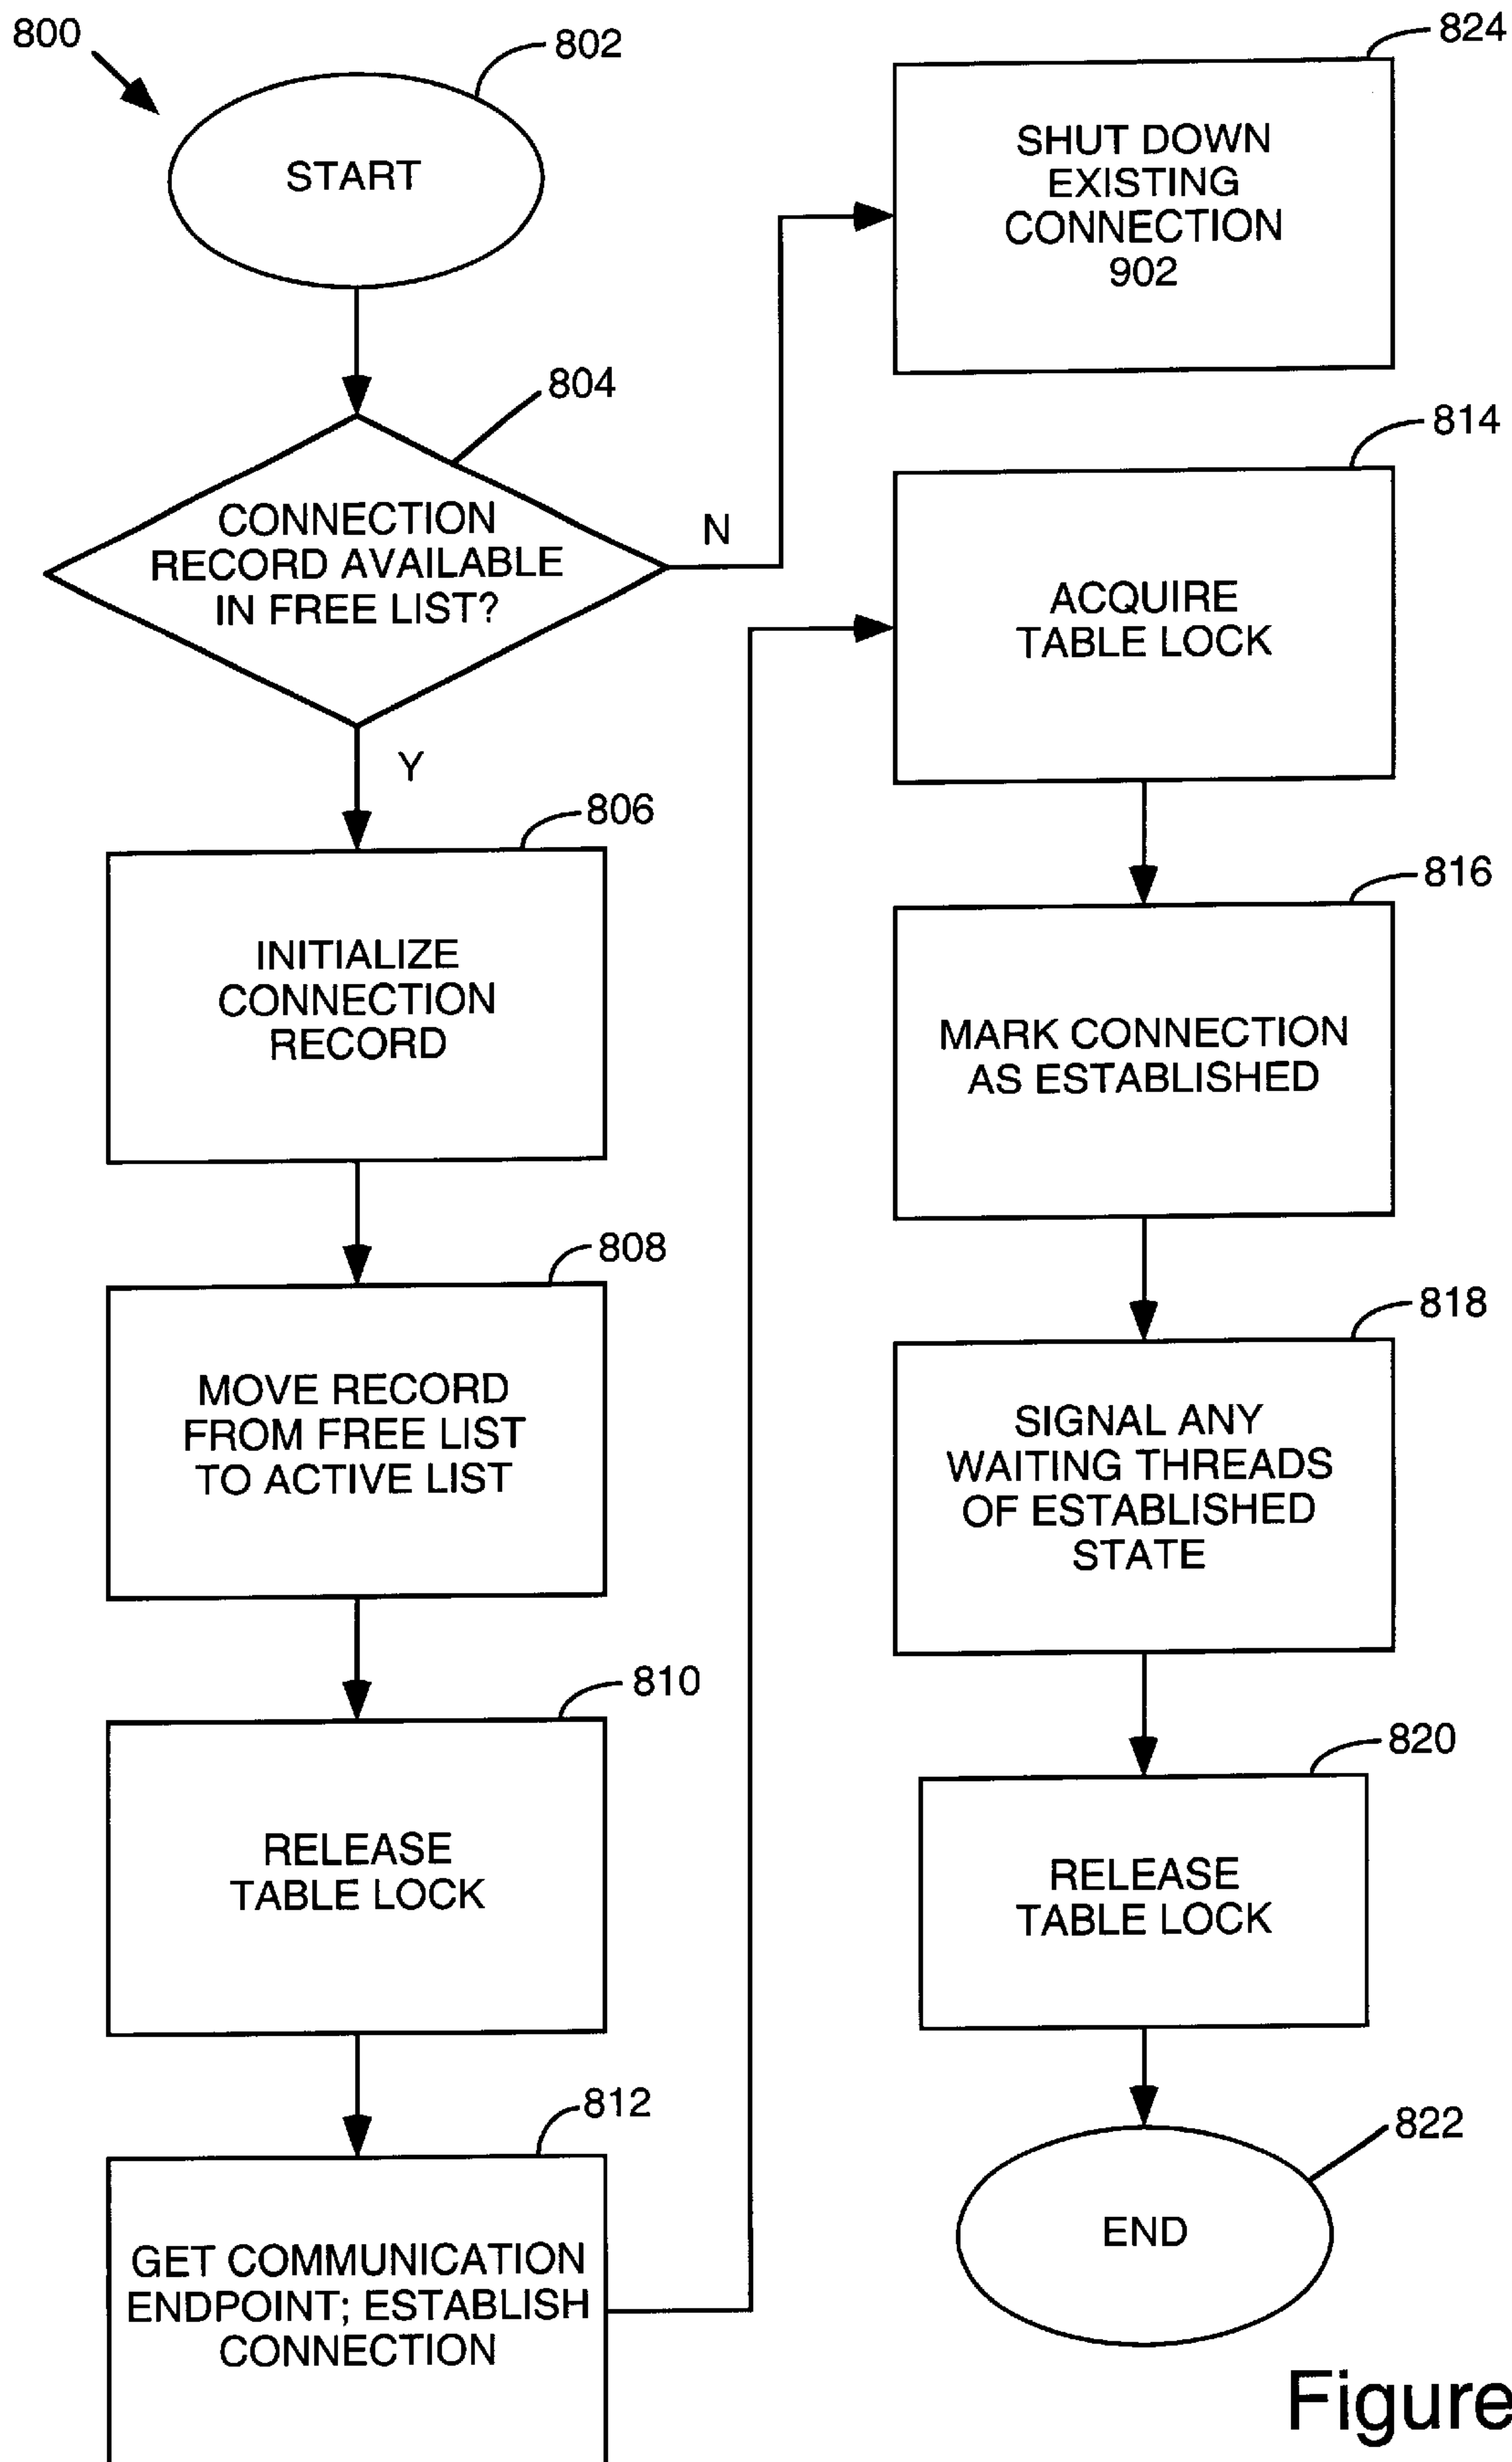 800
802
START
804
CONNECTION
RECORD AVAILABLE
IN FREE LIST?
N
Y
806
INITIALIZE
CONNECTION
RECORD
808
MOVE RECORD
FROM FREE LIST
TO ACTIVE LIST
810
RELEASE
TABLE LOCK
812
GET COMMUNICATION
ENDPOINT; ESTABLISH
CONNECTION
824
SHUT DOWN
EXISTING
CONNECTION
902
814
ACQUIRE
TABLE LOCK
816
MARK CONNECTION
AS ESTABLISHED
818
SIGNAL ANY
WAITING THREADS
OF ESTABLISHED
STATE
820
RELEASE
TABLE LOCK
822
END
Figure